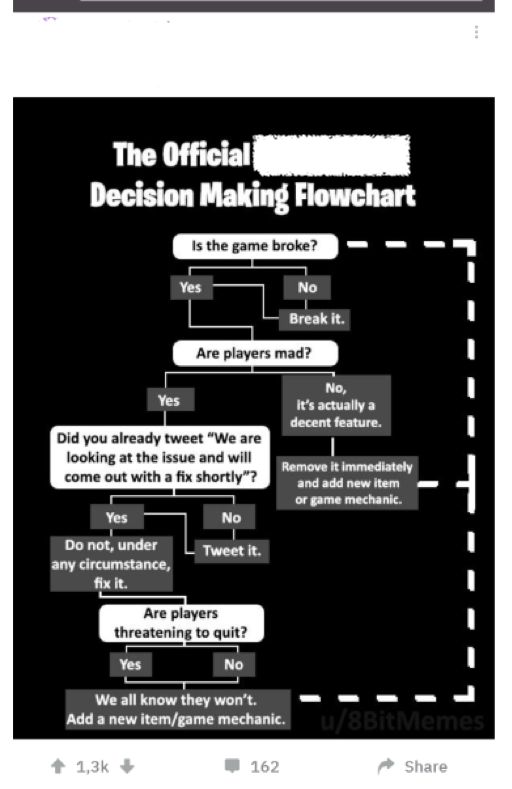 The Official
Decision Making Flowchart
Is the game broke?
Yes
No
Break it.
Are players mad?
Yes
No,
it's actually a
decent feature.
Did you already tweet "We are
looking at the issue and will
come out with a fix shortly"?
Remove it immediately
and add new item
or game mechanic.
Yes
No
Do not, under
any circumstance,
fix it.
Tweet it.
Are players
threatening to quit?
Yes
No
We all know they won't.
Add a new item/game mechanic.
u/8BitMemes
1,3k
162
Share